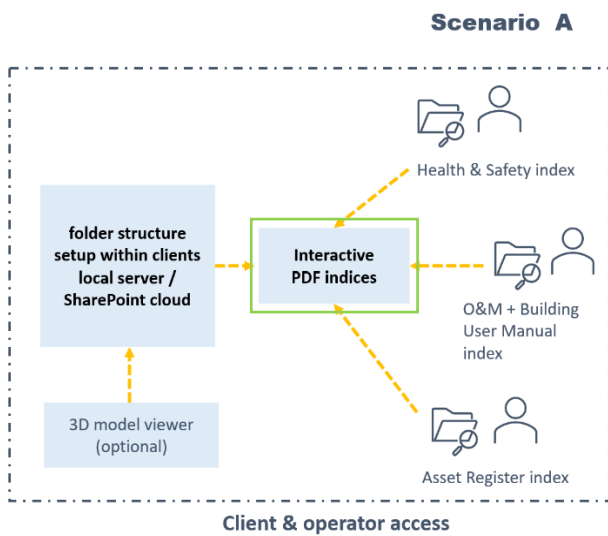 Scenario A
Health & Safety index
folder structure
setup within clients
local server /
SharePoint cloud
Interactive
PDF indices
O&M + Building
User Manual
index
3D model viewer
(optional)
Asset Register index
Client & operator access